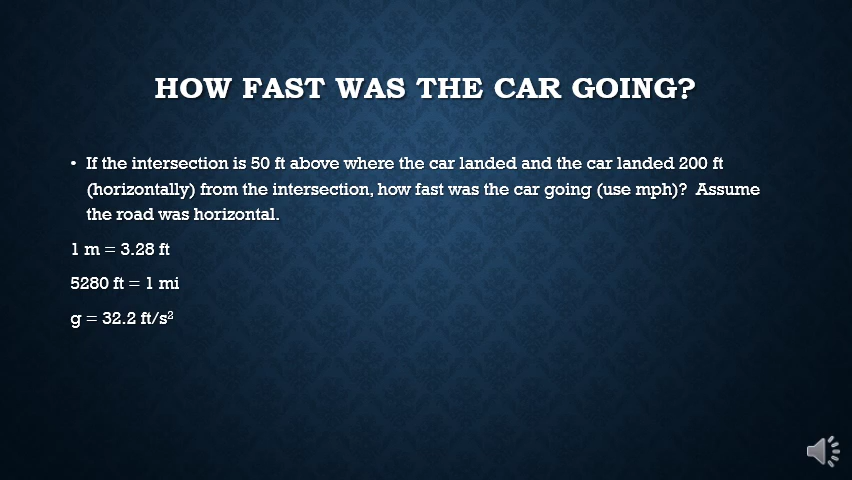 HOW FAST WAS THE CAR GOING?
• If the intersection is 50 ft above where the car landed and the car landed 200 ft
(horizontally) from the intersection, how fast was the car going (use mph)? Assume
the road was horizontal.
1 m = 3.28 ft
5280 ft = 1 mi
g = 32.2 ft/s²